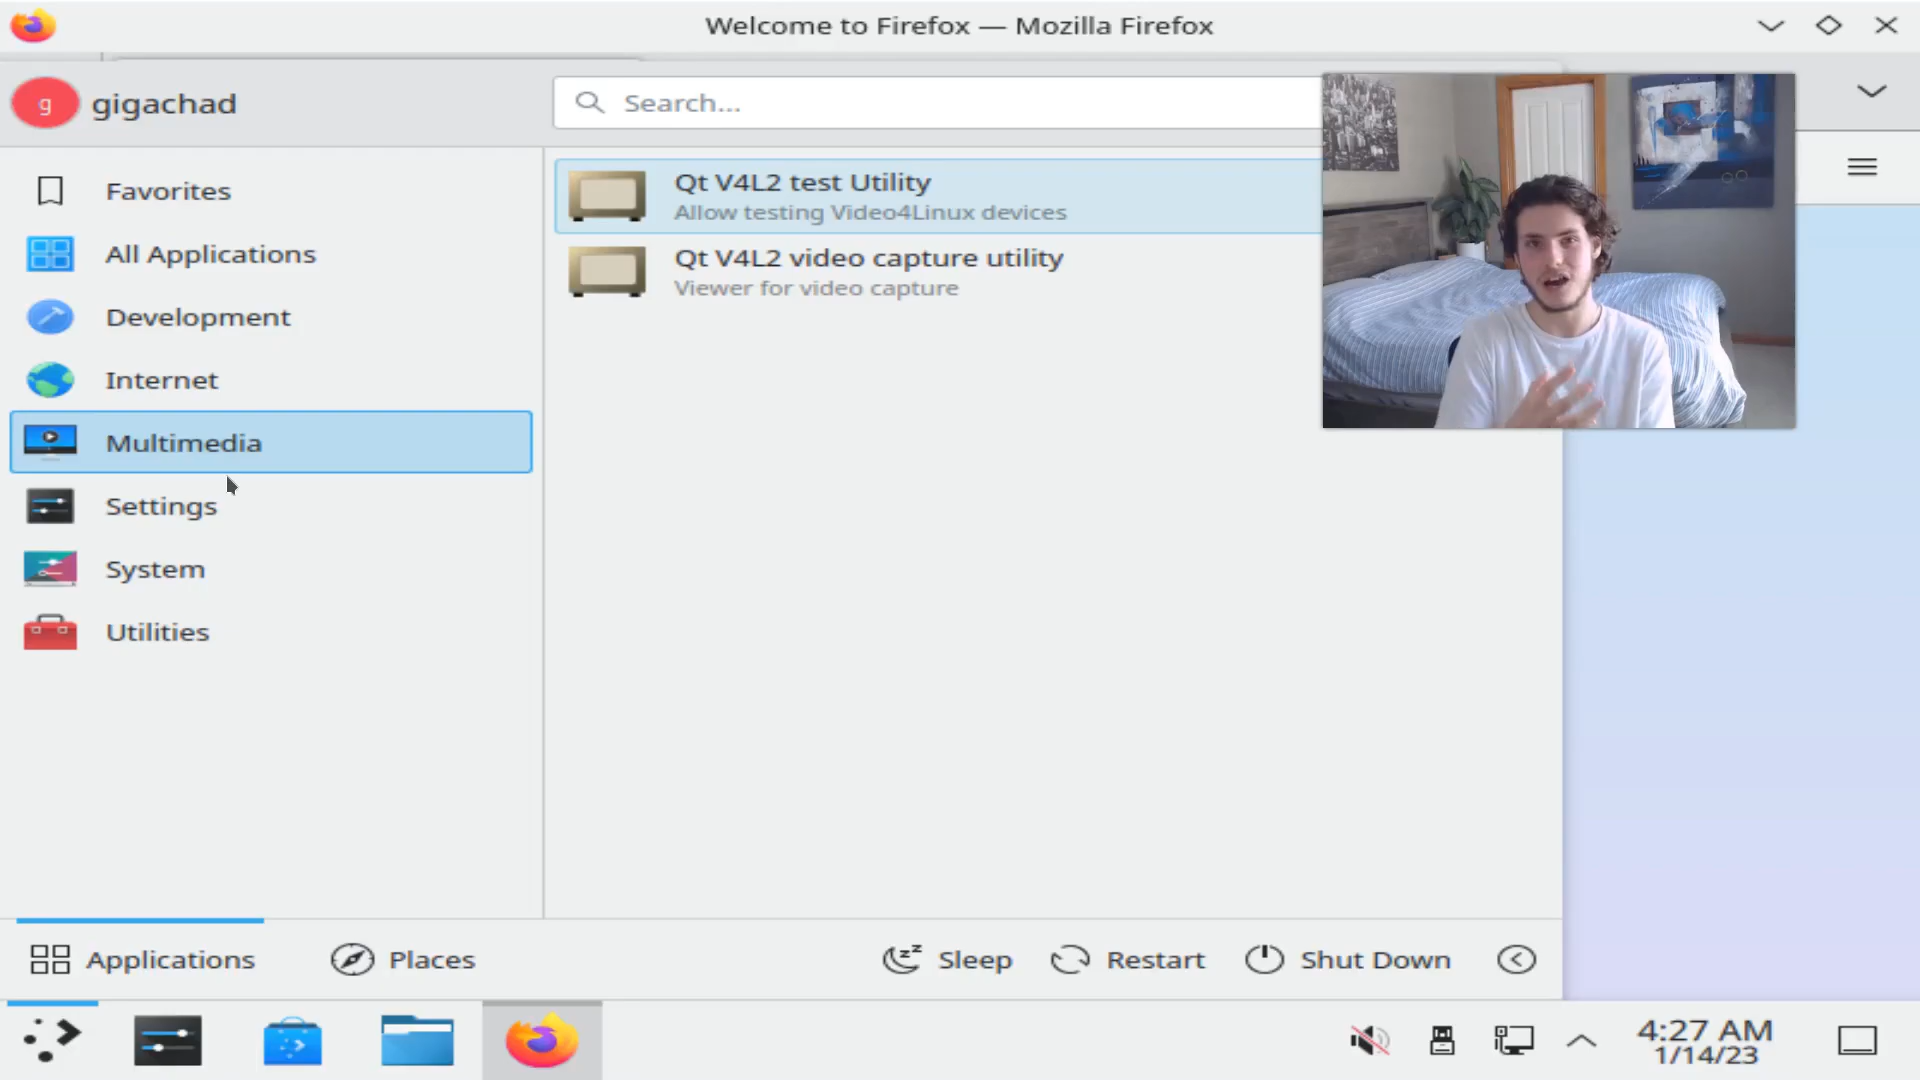 Welcome to Firefox — Mozilla Firefox
g
gigachad
Search...
Favorites
All Applications
Development
Internet
Multimedia
Settings
System
Utilities
Qt V4L2 test Utility
Allow testing Video4Linux devices
Qt V4L2 video capture utility
Viewer for video capture
Applications
Places
Sleep
Restart
Shut Down
4:27 AM
1/14/23